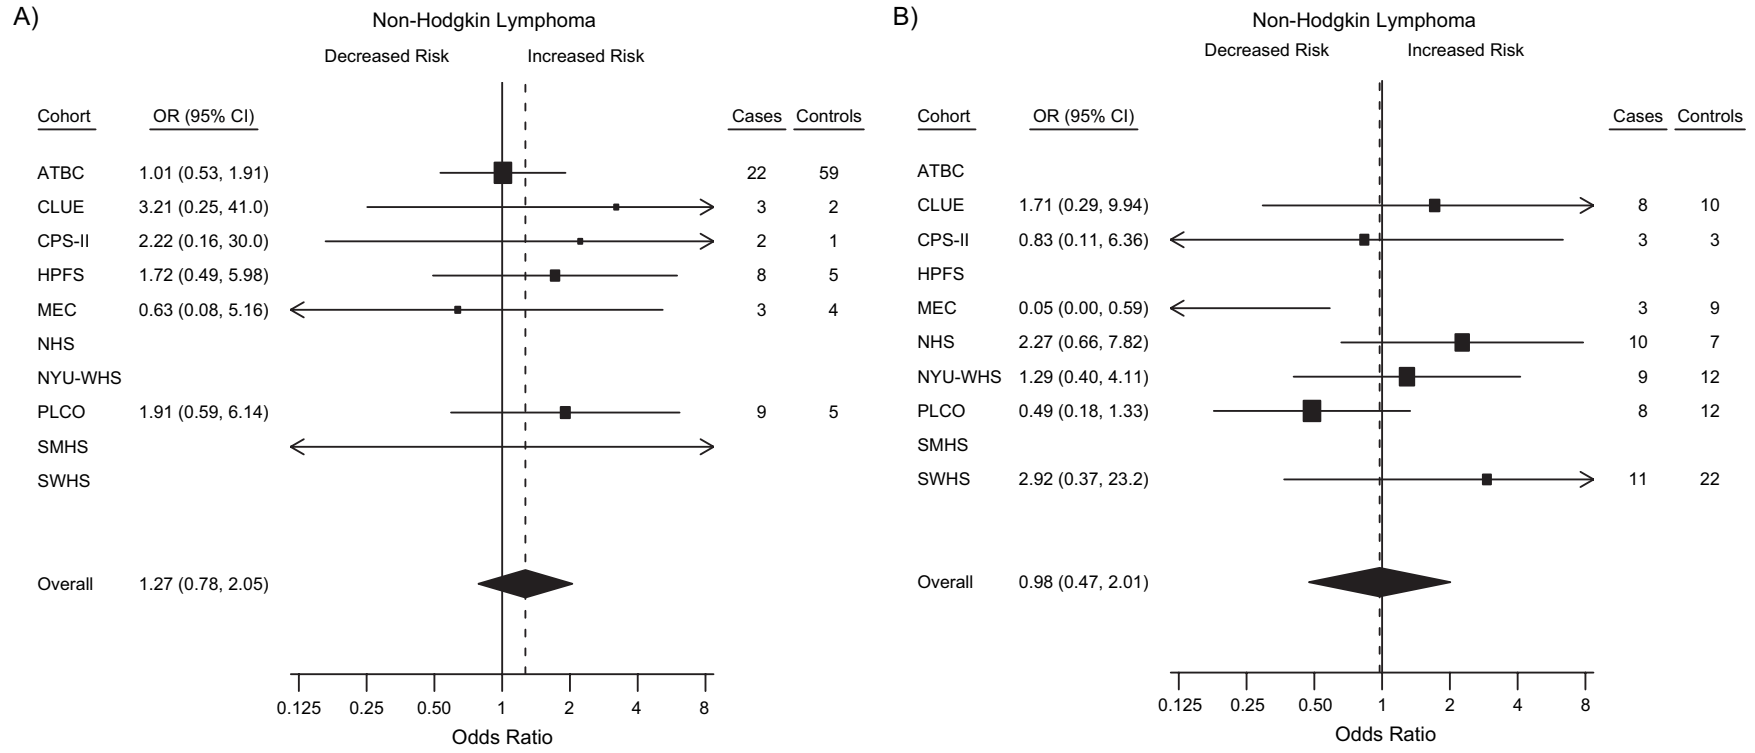 A)
Non-Hodgkin Lymphoma
Decreased Risk Increased Risk
Cohort OR (95% CI) Cases Controls
ATBC 1.01 (0.53, 1.91) 22 59
CLUE 3.21 (0.25, 41.0) 3 2
CPS-II 2.22 (0.16, 30.0) 2 1
HPFS 1.72 (0.49, 5.98) 8 5
MEC 0.63 (0.08, 5.16) 3 4
NHS
NYU-WHS
PLCO 1.91 (0.59, 6.14) 9 5
SMHS
SWHS
Overall 1.27 (0.78, 2.05)
0.125 0.25 0.50 1 2 4 8
Odds Ratio
B)
Non-Hodgkin Lymphoma
Decreased Risk Increased Risk
Cohort OR (95% CI) Cases Controls
ATBC
CLUE 1.71 (0.29, 9.94) 8 10
CPS-II 0.83 (0.11, 6.36) 3 3
HPFS
MEC 0.05 (0.00, 0.59) 3 9
NHS 2.27 (0.66, 7.82) 10 7
NYU-WHS 1.29 (0.40, 4.11) 9 12
PLCO 0.49 (0.18, 1.33) 8 12
SMHS
SWHS 2.92 (0.37, 23.2) 11 22
Overall 0.98 (0.47, 2.01)
0.125 0.25 0.50 1 2 4 8
Odds Ratio